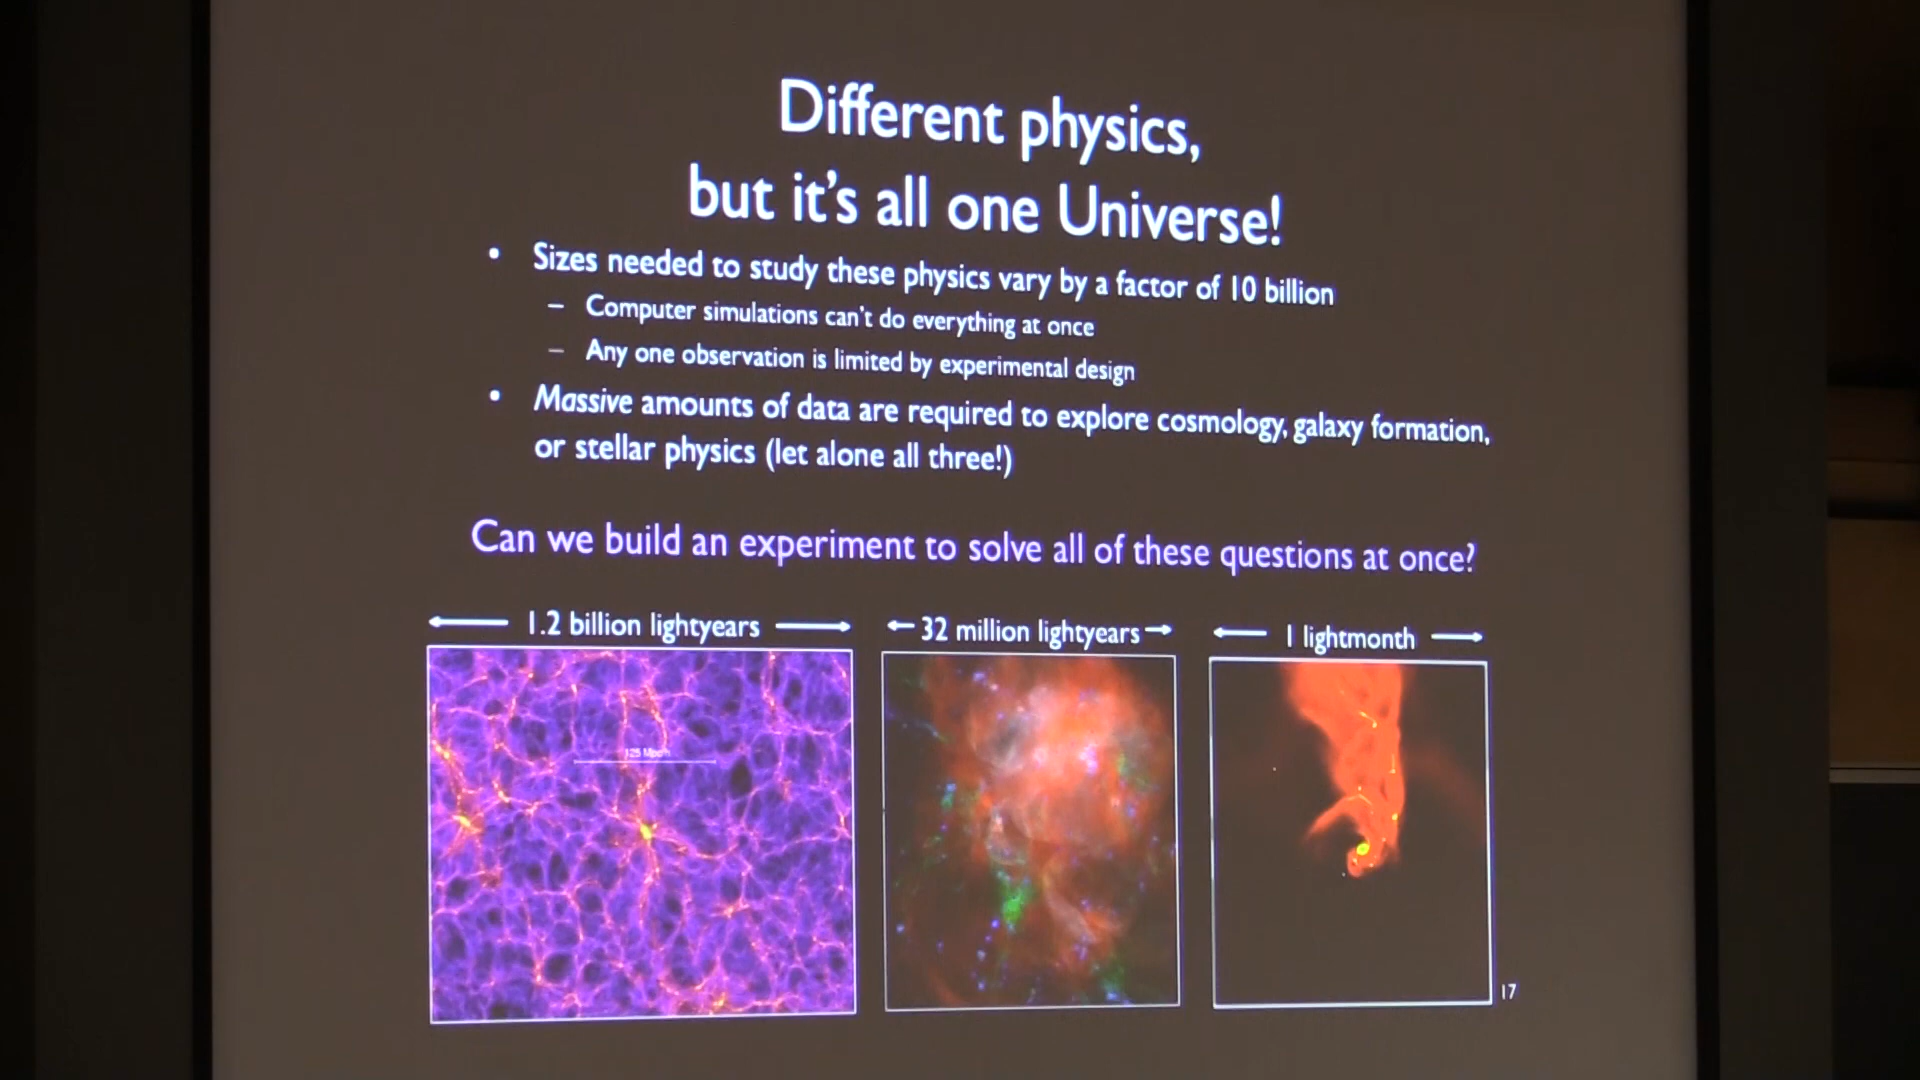 Different physics,
but it's all one Universe!
• Sizes needed to study these physics vary by a factor of 10 billion
– Computer simulations can't do everything at once
– Any one observation is limited by experimental design
• Massive amounts of data are required to explore cosmology, galaxy formation,
or stellar physics (let alone all three!)
Can we build an experiment to solve all of these questions at once?
1.2 billion lightyears
32 million lightyears
1 lightmonth
125 Mpc/h
17